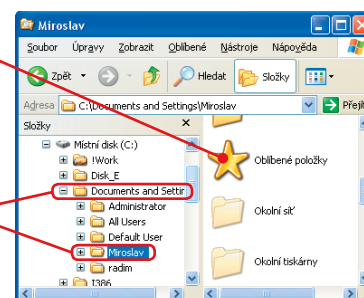 Miroslav
Soubor Úpravy Zobrazit Oblíbené Nástroje Nápověda
Zpět Hledat Složky
Adresa C:\Documents and Settings\Miroslav Přejít
Složky
Místní disk (C:)
!Work
Disk_E
Documents and Settin
Administrator
All Users
Default User
Miroslav
radim
I386
Oblíbené položky
Okolní síť
Okolní tiskárny